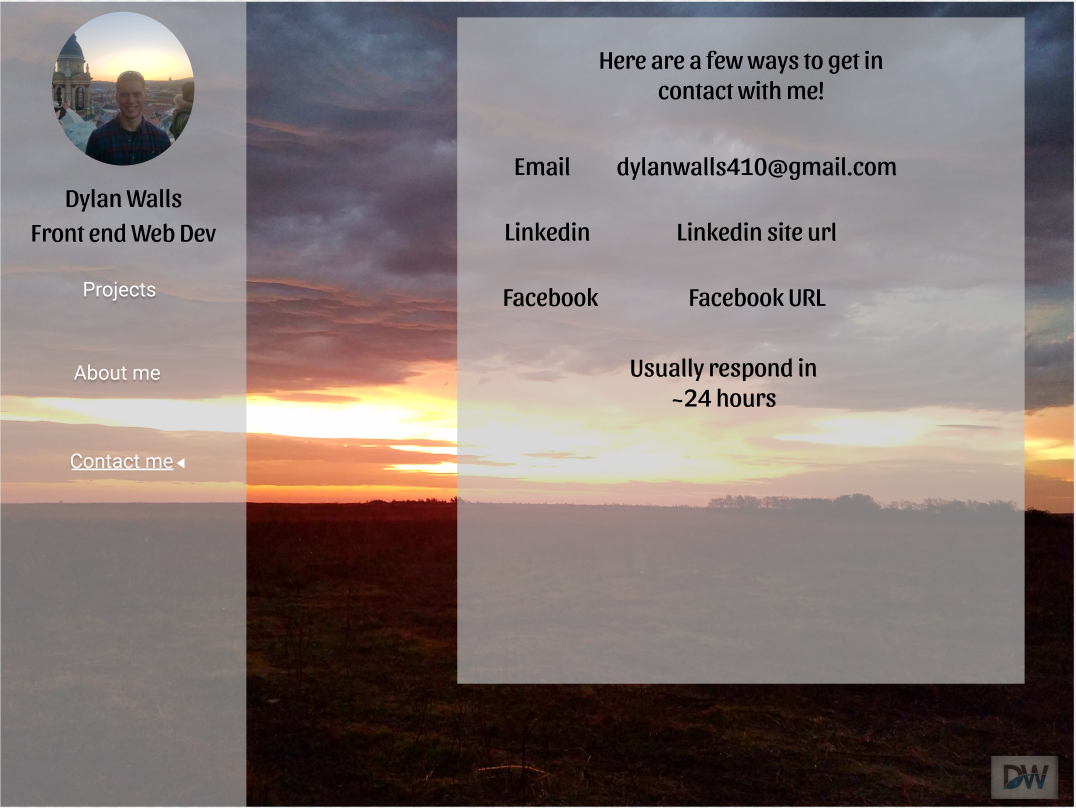 Dylan Walls
Front end Web Dev
Projects
About me
Contact me
Here are a few ways to get in
contact with me!
Email dylanwalls410@gmail.com
Linkedin Linkedin site url
Facebook Facebook URL
Usually respond in
~24 hours
DW